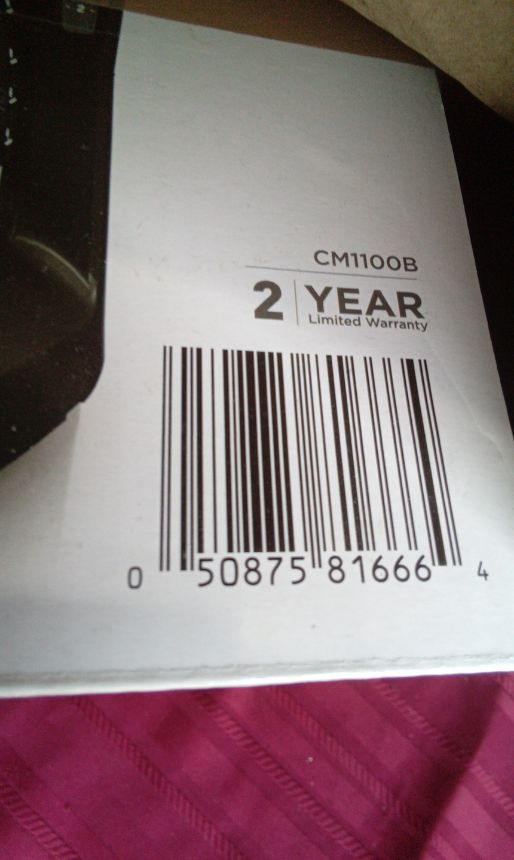 CM1100B
2 YEAR
Limited Warranty
0 50875 81666 4